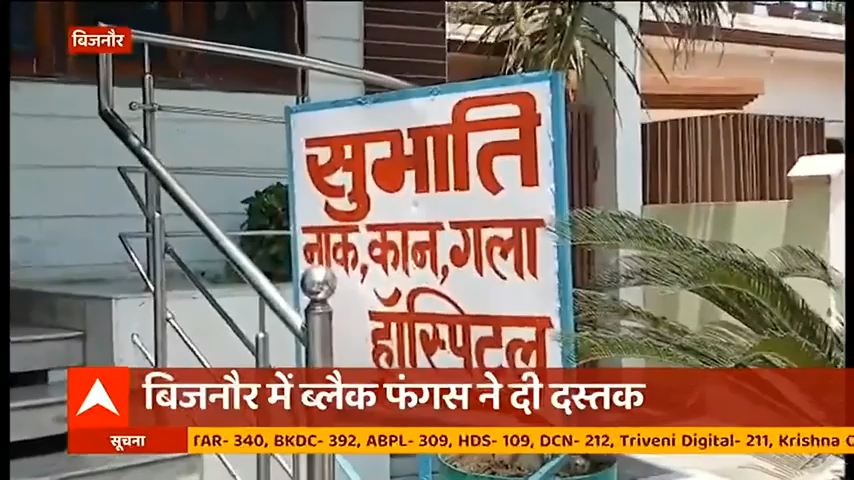 बिजनौर
सुभाति
नाक,कान,गला
हॉस्पिटल
बिजनौर में ब्लैक फंगस ने दी दस्तक
सूचना
TAR- 340, BKDC- 392, ABPL- 309, HDS- 109, DCN- 212, Triveni Digital- 211, Krishna C